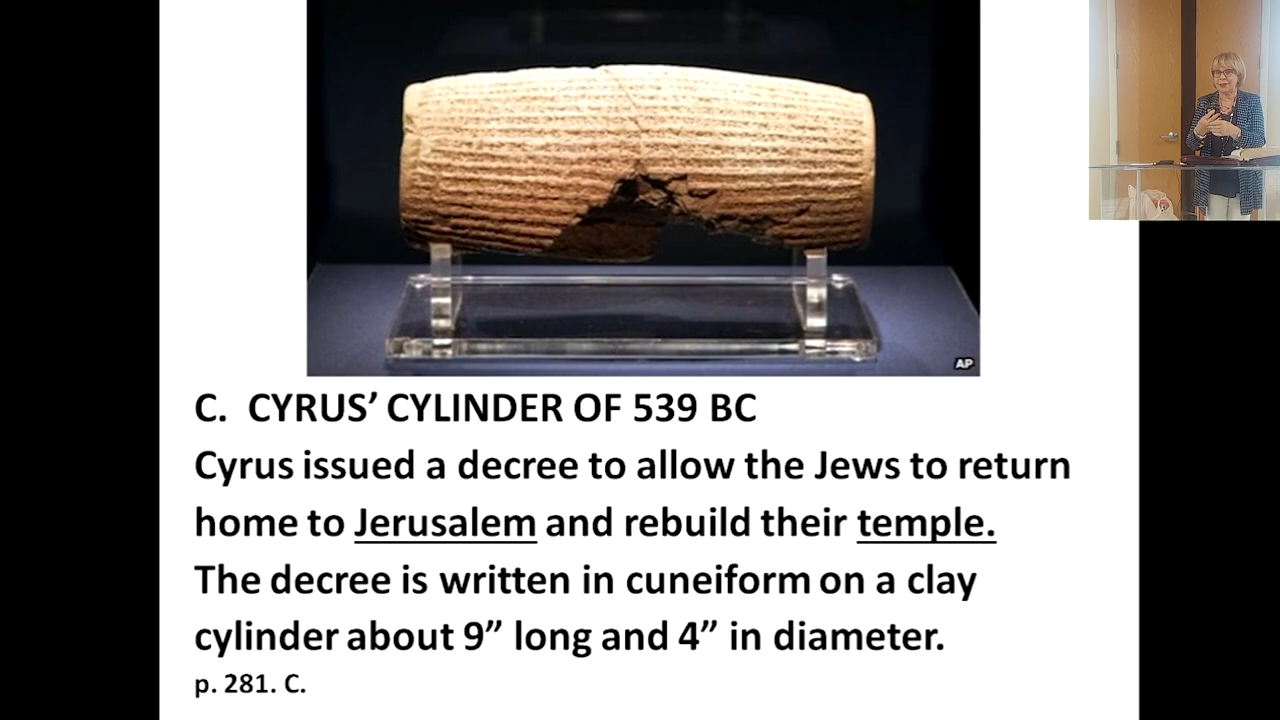 AP
C. CYRUS’ CYLINDER OF 539 BC
Cyrus issued a decree to allow the Jews to return
home to Jerusalem and rebuild their temple.
The decree is written in cuneiform on a clay
cylinder about 9” long and 4” in diameter.
p. 281. C.